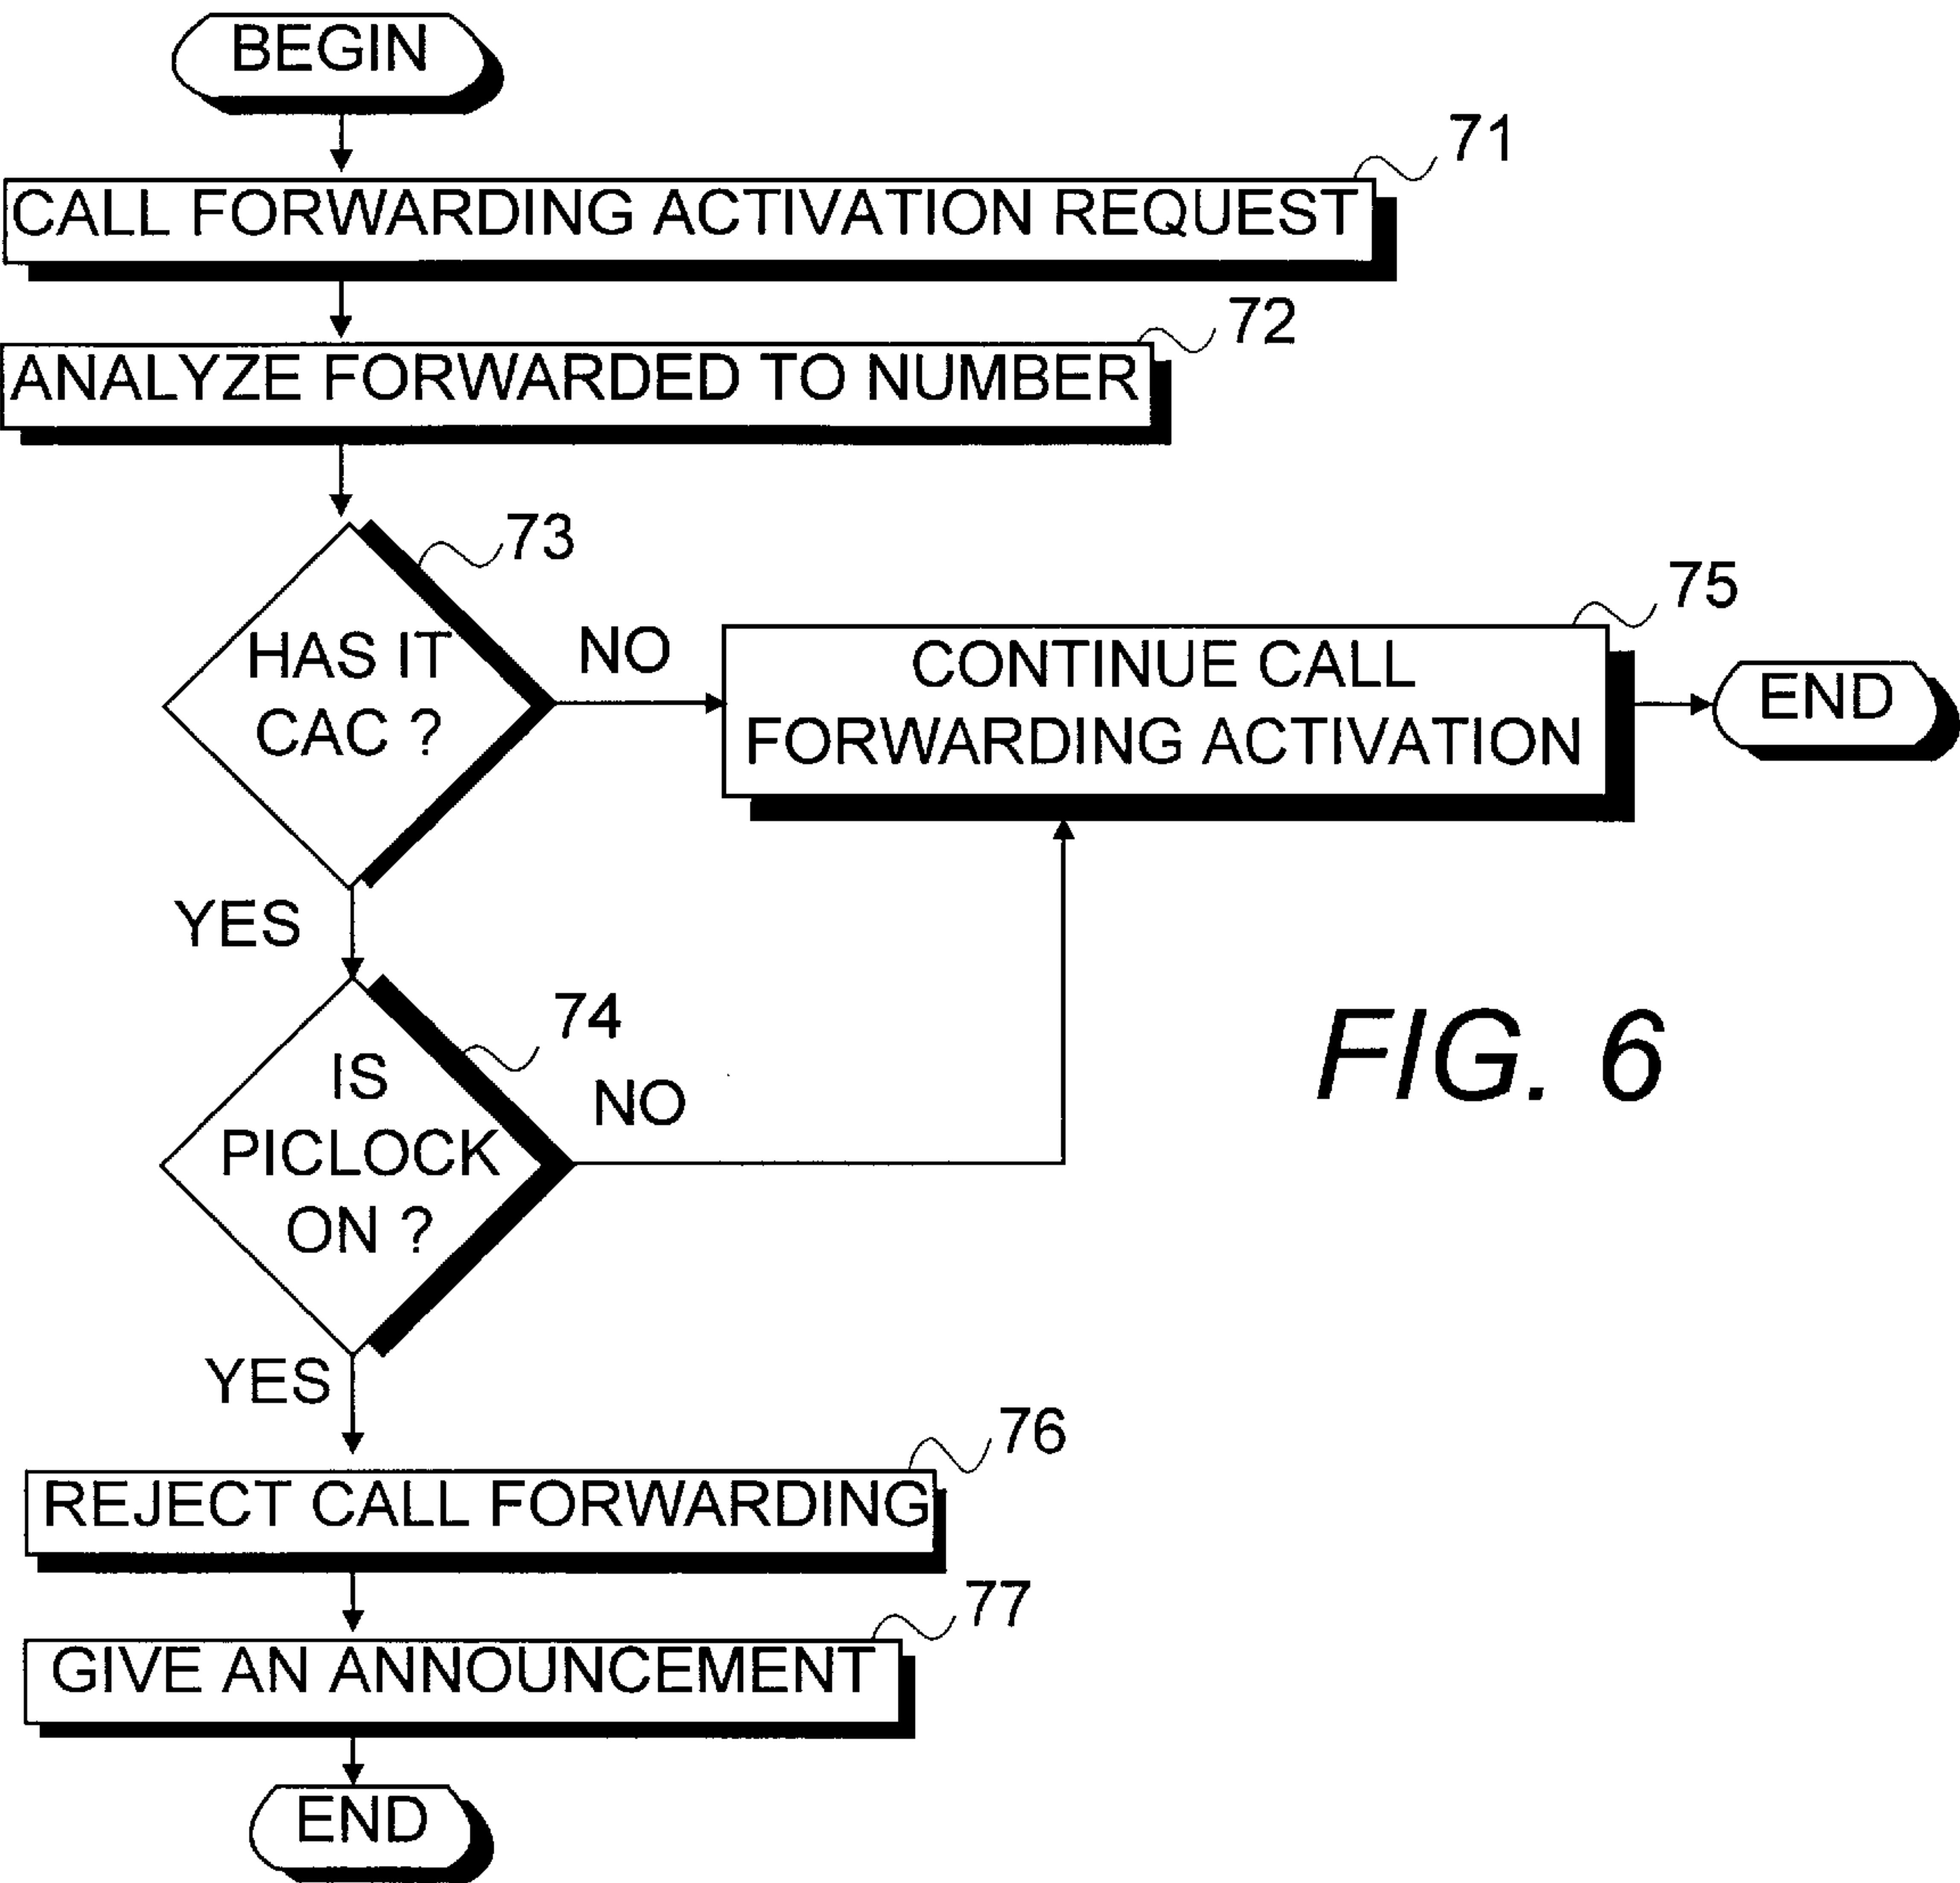 BEGIN
71
CALL FORWARDING ACTIVATION REQUEST
72
ANALYZE FORWARDED TO NUMBER
73
HAS IT
CAC ?
NO
75
CONTINUE CALL
FORWARDING ACTIVATION
END
YES
74
IS
PICLOCK
ON ?
NO
FIG. 6
YES
76
REJECT CALL FORWARDING
77
GIVE AN ANNOUNCEMENT
END